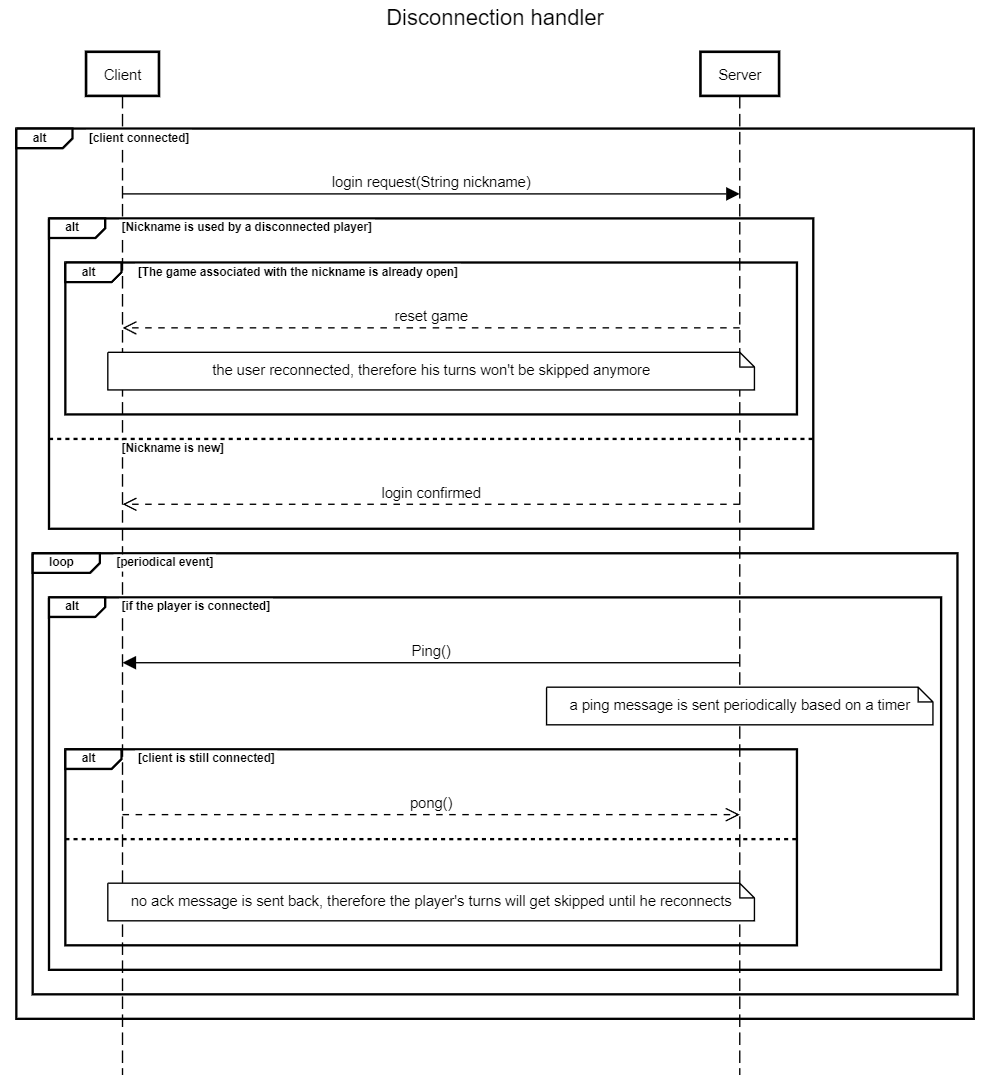 Disconnection handler
Client
Server
alt
[client connected]
login request(String nickname)
alt
[Nickname is used by a disconnected player]
alt
[The game associated with the nickname is already open]
reset game
the user reconnected, therefore his turns won't be skipped anymore
[Nickname is new]
login confirmed
loop
[periodical event]
alt
[if the player is connected]
Ping()
a ping message is sent periodically based on a timer
alt
[client is still connected]
pong()
no ack message is sent back, therefore the player's turns will get skipped until he reconnects